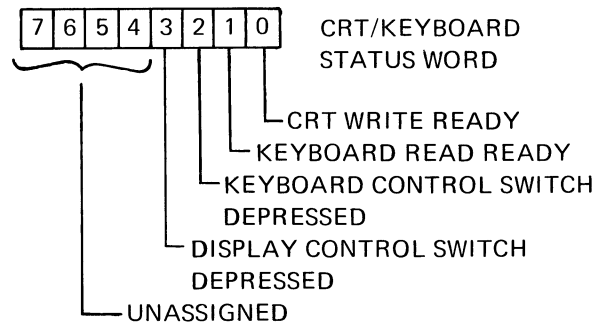 7 6 5 4 3 2 1 0
CRT/KEYBOARD
STATUS WORD
CRT WRITE READY
KEYBOARD READ READY
KEYBOARD CONTROL SWITCH
DEPRESSED
DISPLAY CONTROL SWITCH
DEPRESSED
UNASSIGNED